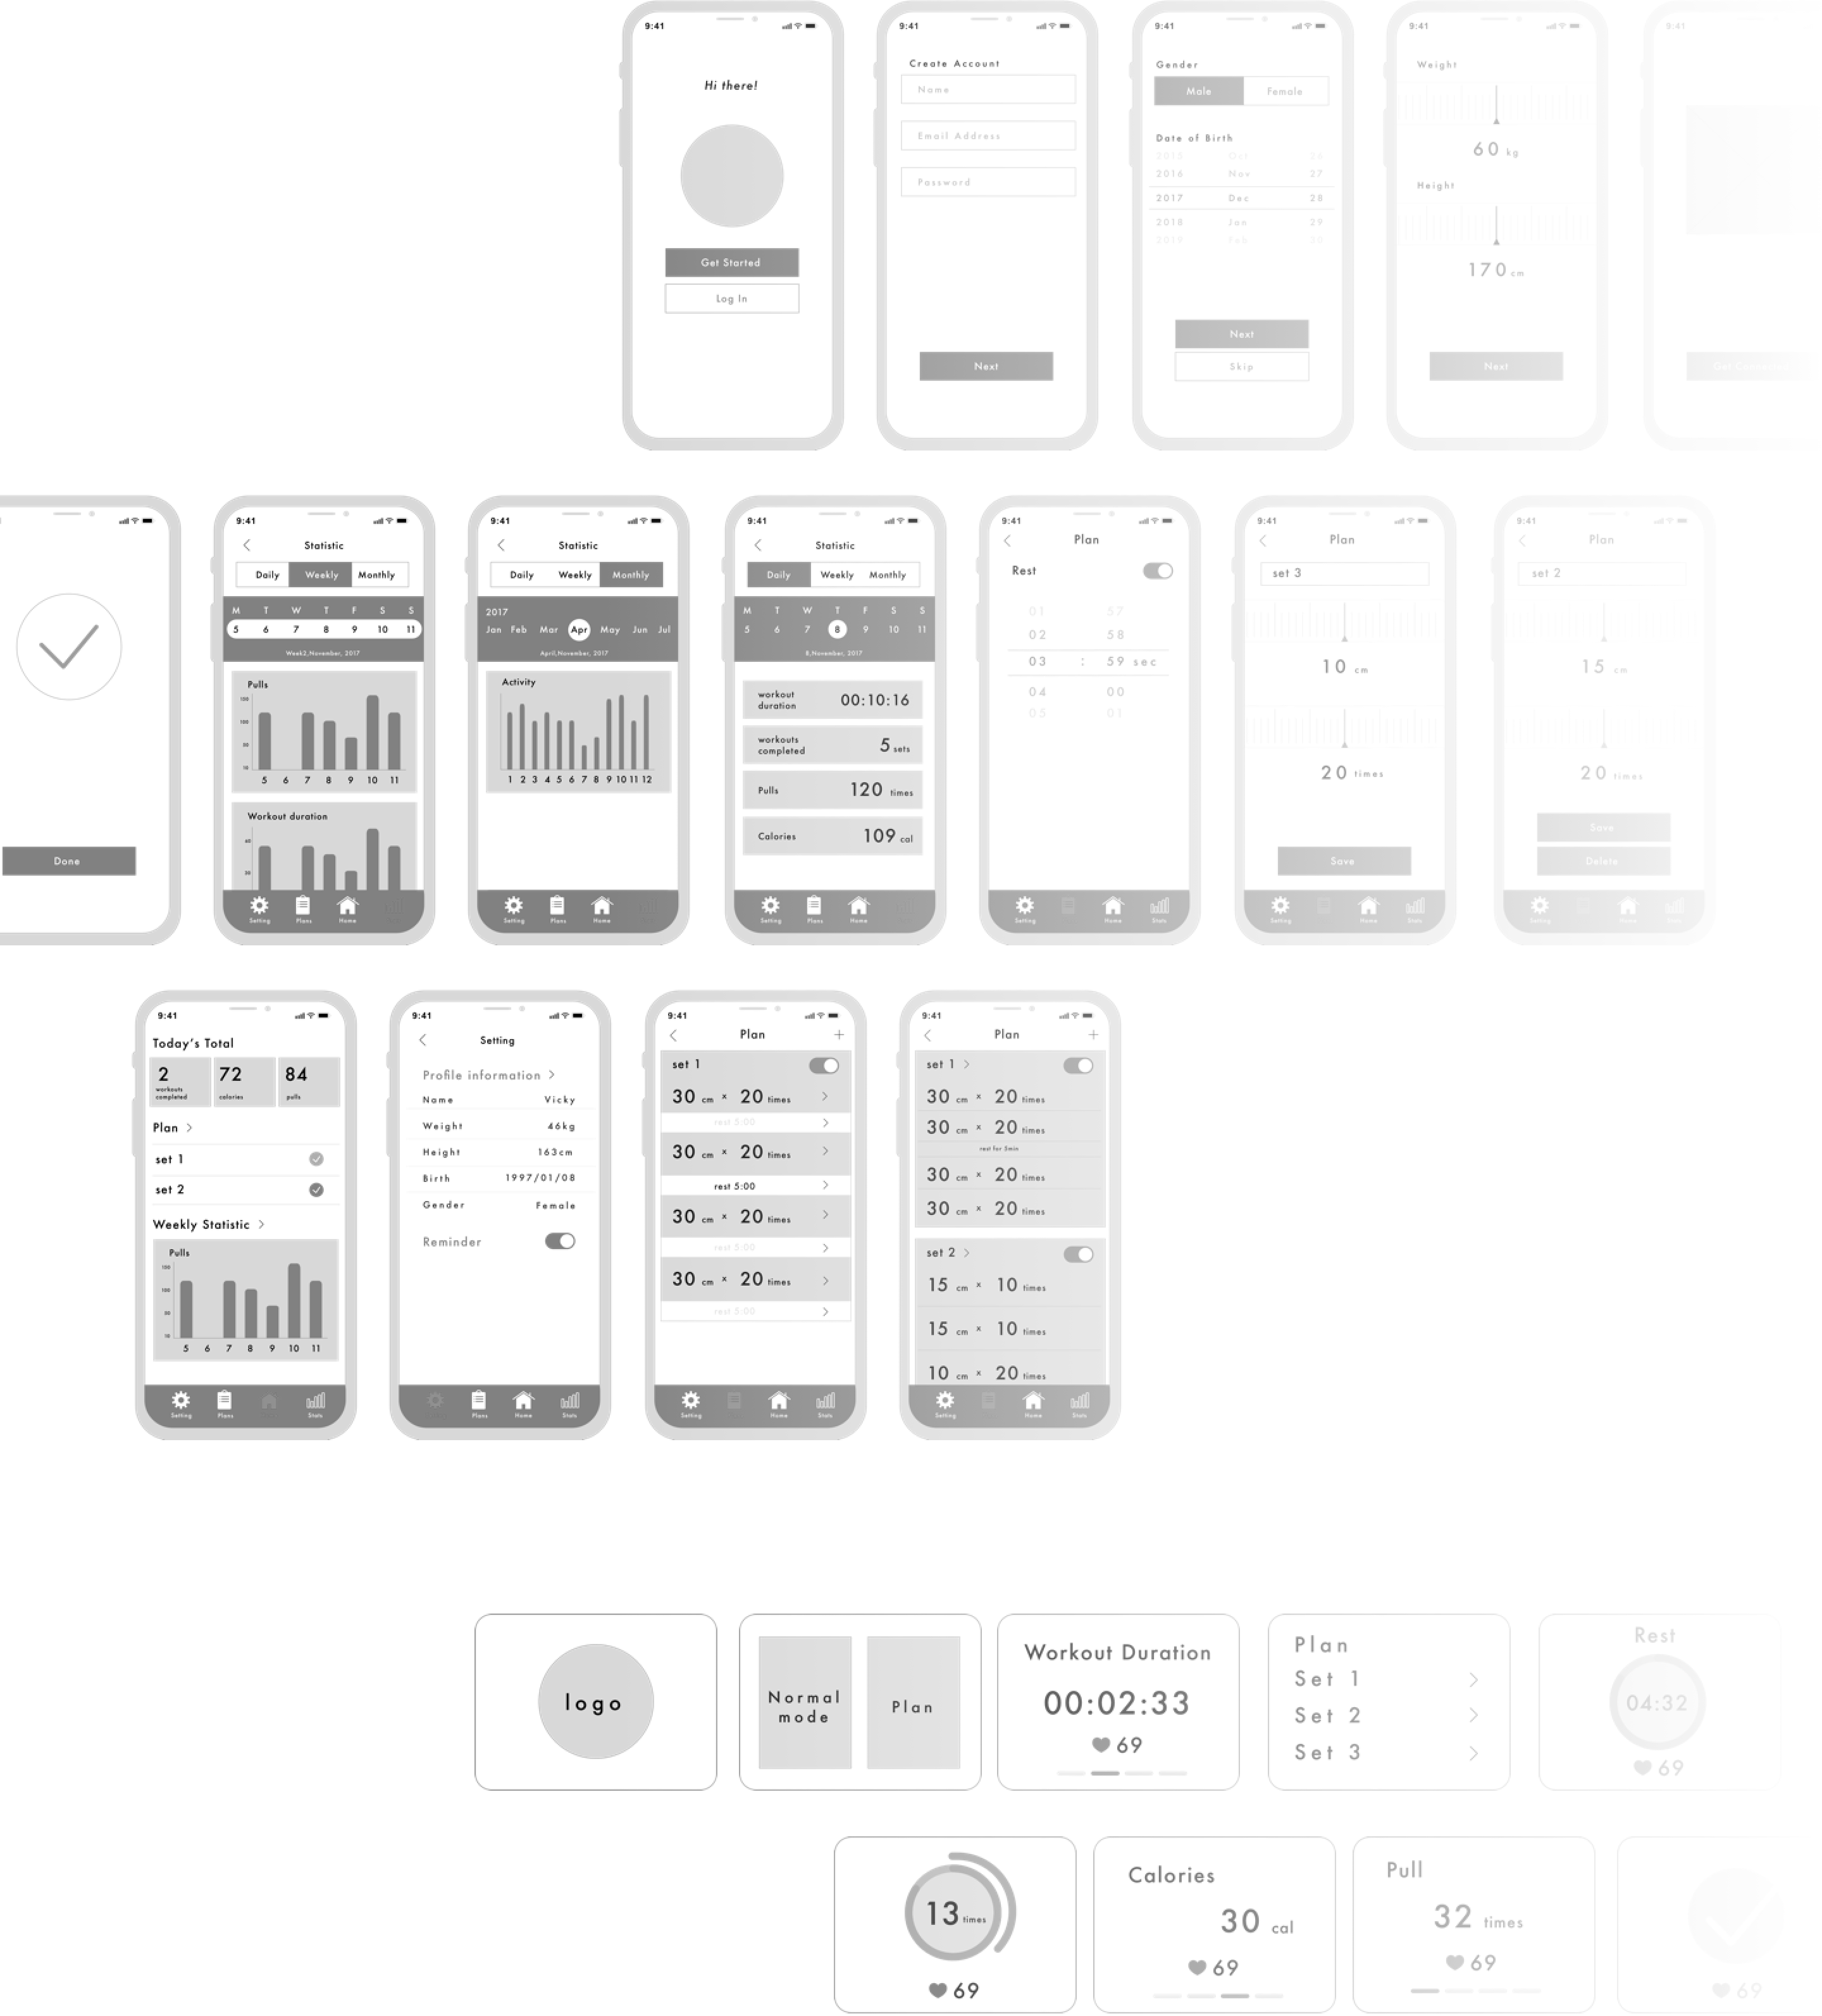 9:41
Hi there!
Get Started
Log In
9:41
Create Account
Name
Email Address
Password
Next
9:41
Gender
Male Female
Date of Birth
2015 Oct
2016 Nov 27
2017 Dec 28
2018 Jan 29
2019 Feb 30
Next
Skip
9:41
Weight
60 kg
Height
170 cm
Next
9:41
Done
9:41
Statistic
Daily Weekly Monthly
M T W T F S S
5 6 7 8 9 10 11
Week2,November, 2017
Pulls
100
50
10
5 6 7 8 9 10 11
Workout duration
60
30
Setting Plans Home
9:41
Statistic
Daily Weekly Monthly
2017
Jan Feb Mar Apr May Jun Jul
April,November, 2017
Activity
1 2 3 4 5 6 7 8 9 10 11 12
Setting Plans Home
9:41
Statistic
Daily Weekly Monthly
M T W T F S S
5 6 7 8 9 10 11
8,November, 2017
workout
duration 00:10:16
workouts
completed 5 sets
Pulls 120 times
Calories 109 cal
Setting Plans Home
9:41
Plan
Rest
01 57
02 58
03 : 59 sec
04 00
05 01
Setting Home Stats
9:41
Plan
set 3
10 cm
20 times
Save
Setting Home Stats
9:41
Plan
set 2
15 cm
20 times
Save
Delete
Setting Home Stats
9:41
Today's Total
2 72 84
workouts
completed calories pulls
Plan >
set 1
set 2
Weekly Statistic >
Pulls
100
50
10
5 6 7 8 9 10 11
Setting Plans Stats
9:41
Setting
Profile information >
Name Vicky
Weight 46kg
Height 163cm
Birth 1997/01/08
Gender Female
Reminder
Plans Home Stats
9:41
Plan +
set 1
30 cm × 20 times
rest 5:00
30 cm × 20 times
rest 5:00
30 cm × 20 times
rest 5:00
30 cm × 20 times
rest 5:00
Setting Home Stats
9:41
Plan +
set 1 >
30 cm × 20 times
30 cm × 20 times
rest for 5min
30 cm × 20 times
30 cm × 20 times
set 2 >
15 cm × 10 times
15 cm × 10 times
10 cm × 20 times
Setting Home Stats
logo
Normal
mode
Plan
Workout Duration
00:02:33
69
Plan
Set 1
Set 2
Set 3
Rest
04:32
69
13 times
69
Calories
30 cal
69
Pull
32 times
69
69